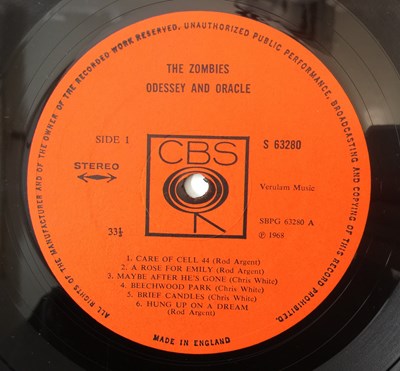 ALL RIGHTS OF THE MANUFACTURER AND OF THE OWNER OF THE RECORDED WORK RESERVED, UNAUTHORIZED PUBLIC PERFORMANCE, BROADCASTING AND COPYING OF THIS RECORD PROHIBITED.
THE ZOMBIES
ODESSEY AND ORACLE
SIDE 1
CBS
S 63280
STEREO
Verulam Music
33⅓
SBPG 63280 A
℗ 1968
1. CARE OF CELL 44 (Rod Argent)
2. A ROSE FOR EMILY (Rod Argent)
3. MAYBE AFTER HE'S GONE (Chris White)
4. BEECHWOOD PARK (Chris White)
5. BRIEF CANDLES (Chris White)
6. HUNG UP ON A DREAM
(Rod Argent)
MADE IN ENGLAND